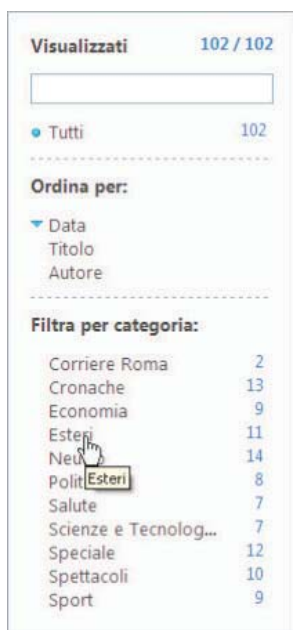 Visualizzati 102 / 102
Tutti 102
Ordina per:
Data
Titolo
Autore
Filtra per categoria:
Corriere Roma 2
Cronache 13
Economia 9
Esteri 11
14
8
Esteri
Salute 7
Scienze e Tecnolog... 7
Speciale 12
Spettacoli 10
Sport 9